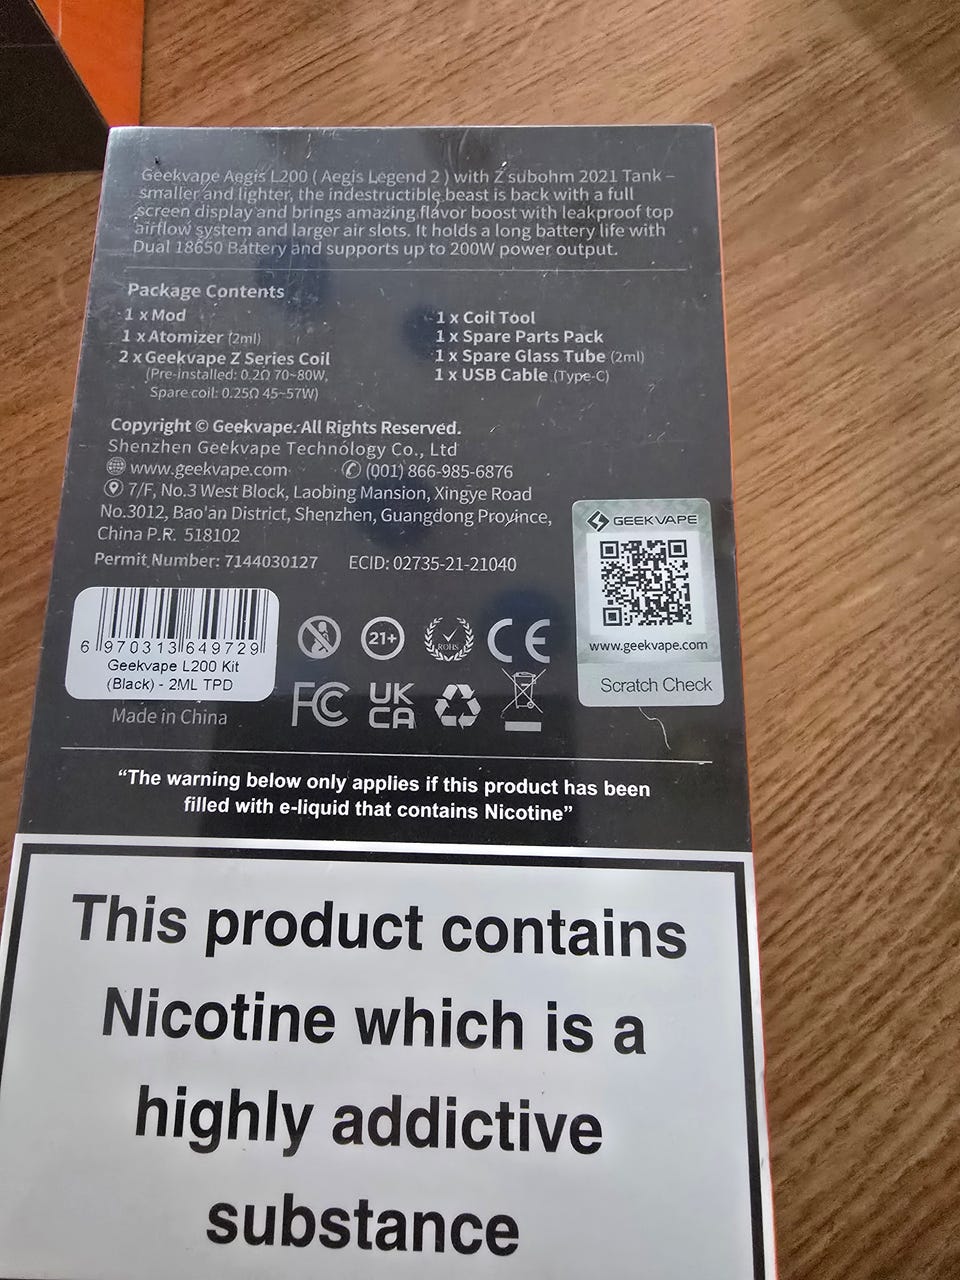 Geekvape Aegis L200 ( Aegis Legend 2 ) with Z subohm 2021 Tank –
smaller and lighter, the indestructible beast is back with a full
screen display and brings amazing flavor boost with leakproof top
airflow system and larger air slots. It holds a long battery life with
Dual 18650 Battery and supports up to 200W power output.
Package Contents
1 x Mod
1 x Atomizer (2ml)
2 x Geekvape Z Series Coil
(Pre-installed: 0.2Ω 70~80W,
Spare coil: 0.25Ω 45~57W)
1 x Coil Tool
1 x Spare Parts Pack
1 x Spare Glass Tube (2ml)
1 x USB Cable (Type-C)
Copyright © Geekvape. All Rights Reserved.
Shenzhen Geekvape Technology Co., Ltd
www.geekvape.com (001) 866-985-6876
7/F, No.3 West Block, Laobing Mansion, Xingye Road
No.3012, Bao'an District, Shenzhen, Guangdong Province,
China P.R. 518102
Permit Number: 7144030127 ECID: 02735-21-21040
6 970313 649729
Geekvape L200 Kit
(Black) - 2ML TPD
Made in China
21+
ROHS
CE
FC
UK
CA
GEEKVAPE
www.geekvape.com
Scratch Check
“The warning below only applies if this product has been
filled with e-liquid that contains Nicotine”
This product contains
Nicotine which is a
highly addictive
substance